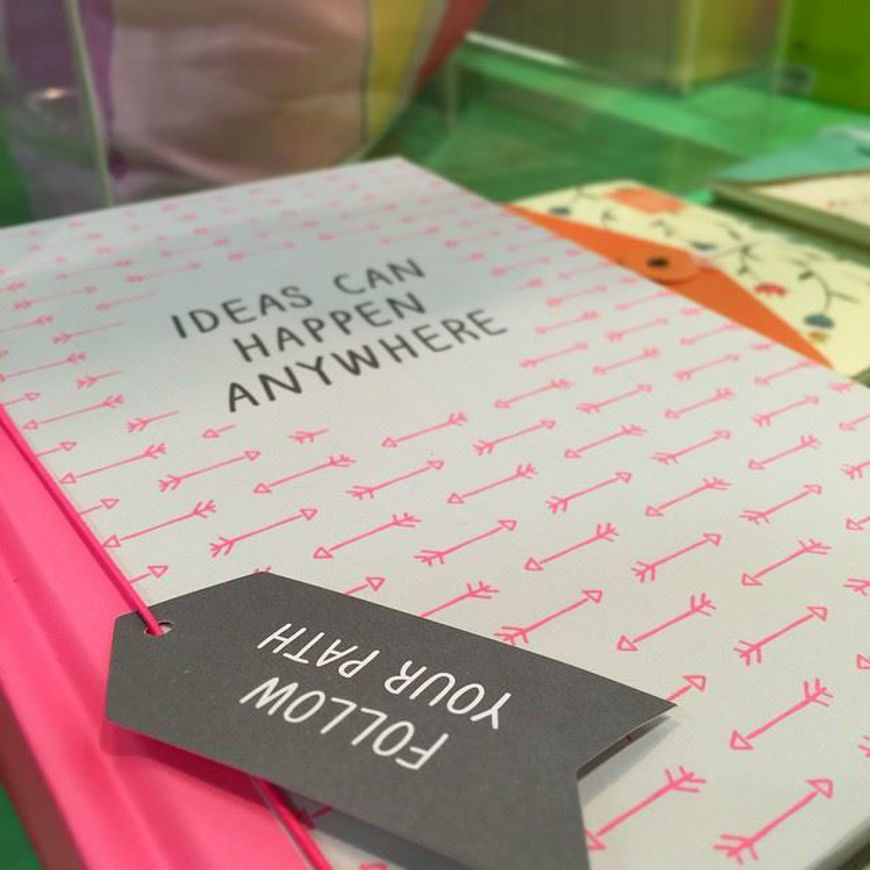 IDEAS CAN
HAPPEN
ANYWHERE
FOLLOW
YOUR PATH